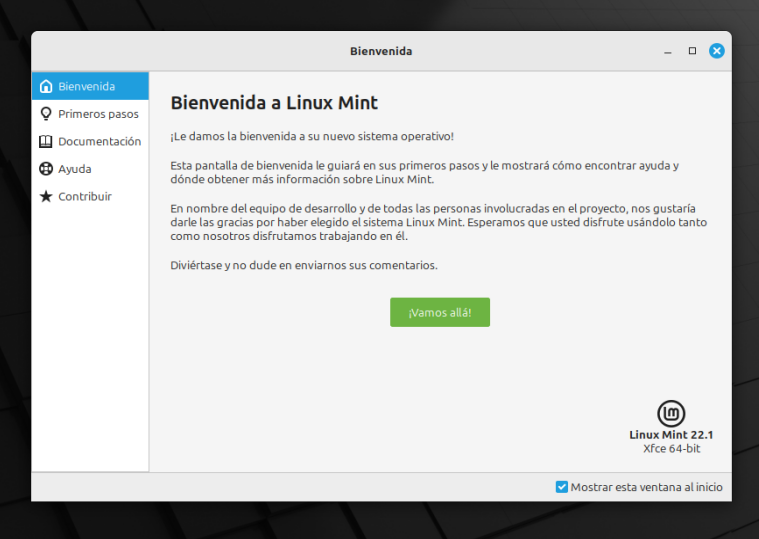 Bienvenida
Bienvenida
Primeros pasos
Documentación
Ayuda
Contribuir
Bienvenida a Linux Mint
¡Le damos la bienvenida a su nuevo sistema operativo!
Esta pantalla de bienvenida le guiará en sus primeros pasos y le mostrará cómo encontrar ayuda y
dónde obtener más información sobre Linux Mint.
En nombre del equipo de desarrollo y de todas las personas involucradas en el proyecto, nos gustaría
darle las gracias por haber elegido el sistema Linux Mint. Esperamos que usted disfrute usándolo tanto
como nosotros disfrutamos trabajando en él.
Diviértase y no dude en enviarnos sus comentarios.
¡Vamos allá!
Linux Mint 22.1
Xfce 64-bit
Mostrar esta ventana al inicio